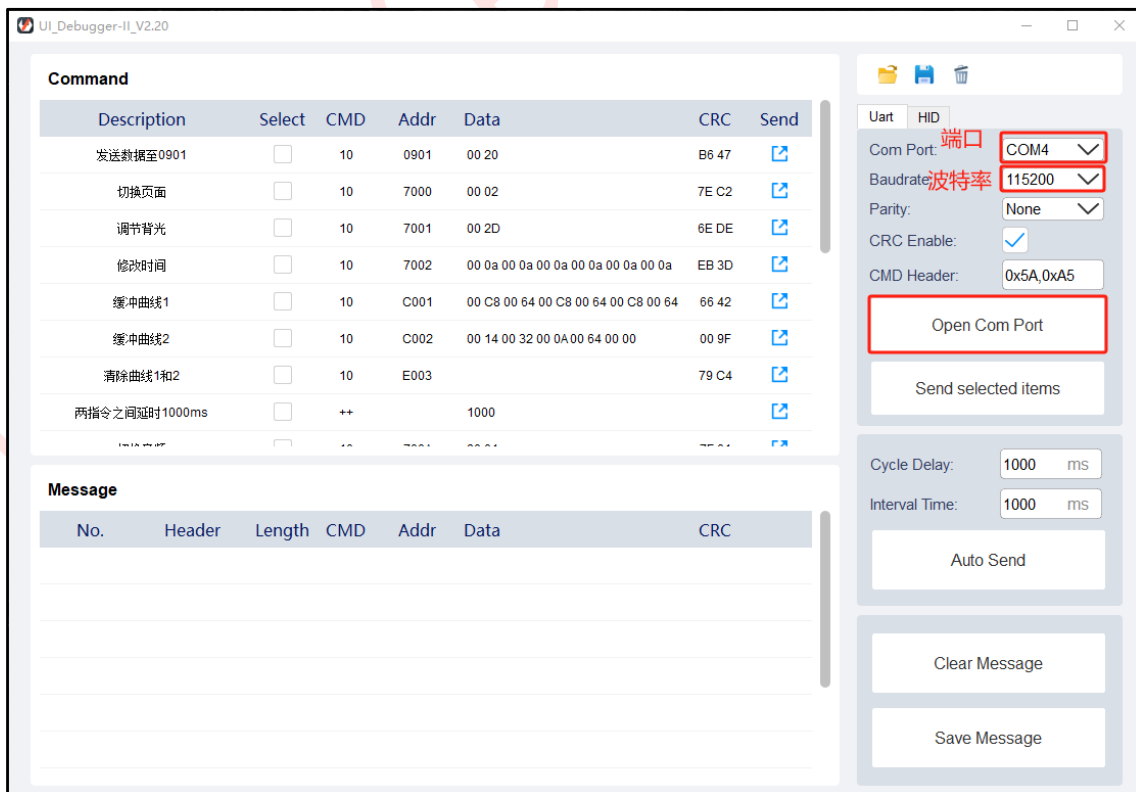 UI_Debugger-II_V2.20
Command
Description Select CMD Addr Data CRC Send
发送数据至0901 10 0901 00 20 B6 47
切换页面 10 7000 00 02 7E C2
调节背光 10 7001 00 2D 6E DE
修改时间 10 7002 00 0a 00 0a 00 0a 00 0a 00 0a 00 0a EB 3D
缓冲曲线1 10 C001 00 C8 00 64 00 C8 00 64 00 C8 00 64 66 42
缓冲曲线2 10 C002 00 14 00 32 00 0A 00 64 00 00 00 9F
清除曲线1和2 10 E003 79 C4
两指令之间延时1000ms ++ 1000
Message
No. Header Length CMD Addr Data CRC
Uart HID
Com Port: 端口 COM4
Baudrate 波特率 115200
Parity: None
CRC Enable:
CMD Header: 0x5A,0xA5
Open Com Port
Send selected items
Cycle Delay: 1000 ms
Interval Time: 1000 ms
Auto Send
Clear Message
Save Message